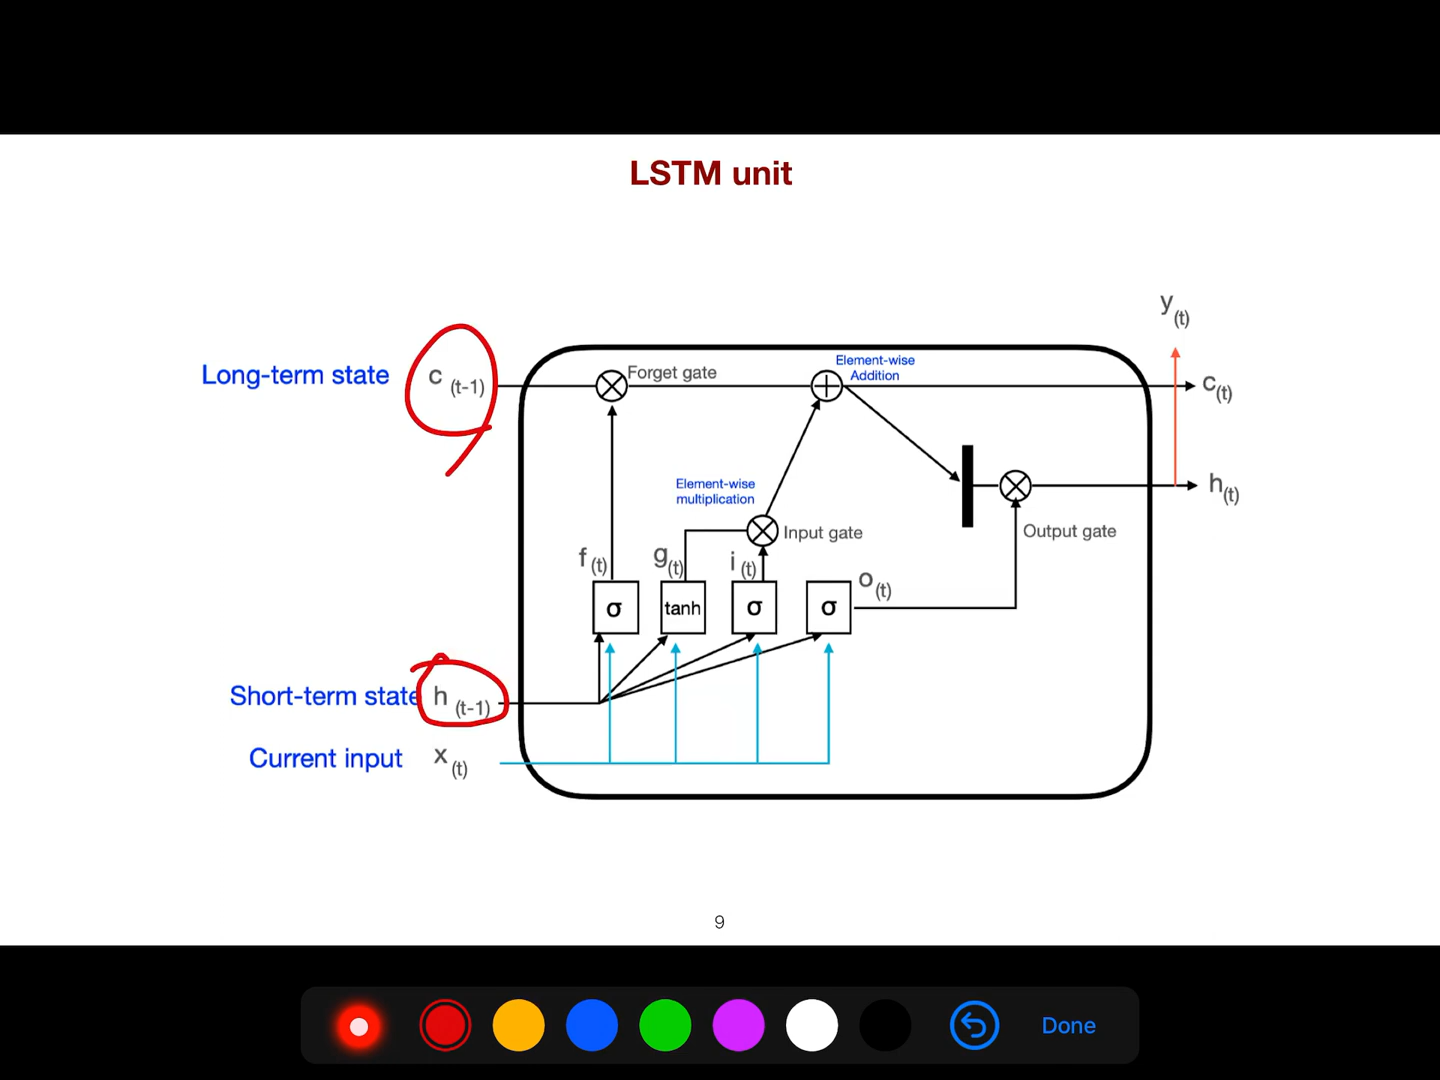 LSTM unit
y(t)
Long-term state c (t-1)
Forget gate
Element-wise
Addition
c(t)
Element-wise
multiplication
h(t)
Input gate
Output gate
f (t)
g(t)
i (t)
o (t)
σ tanh σ σ
Short-term state h (t-1)
Current input x (t)
9
Done